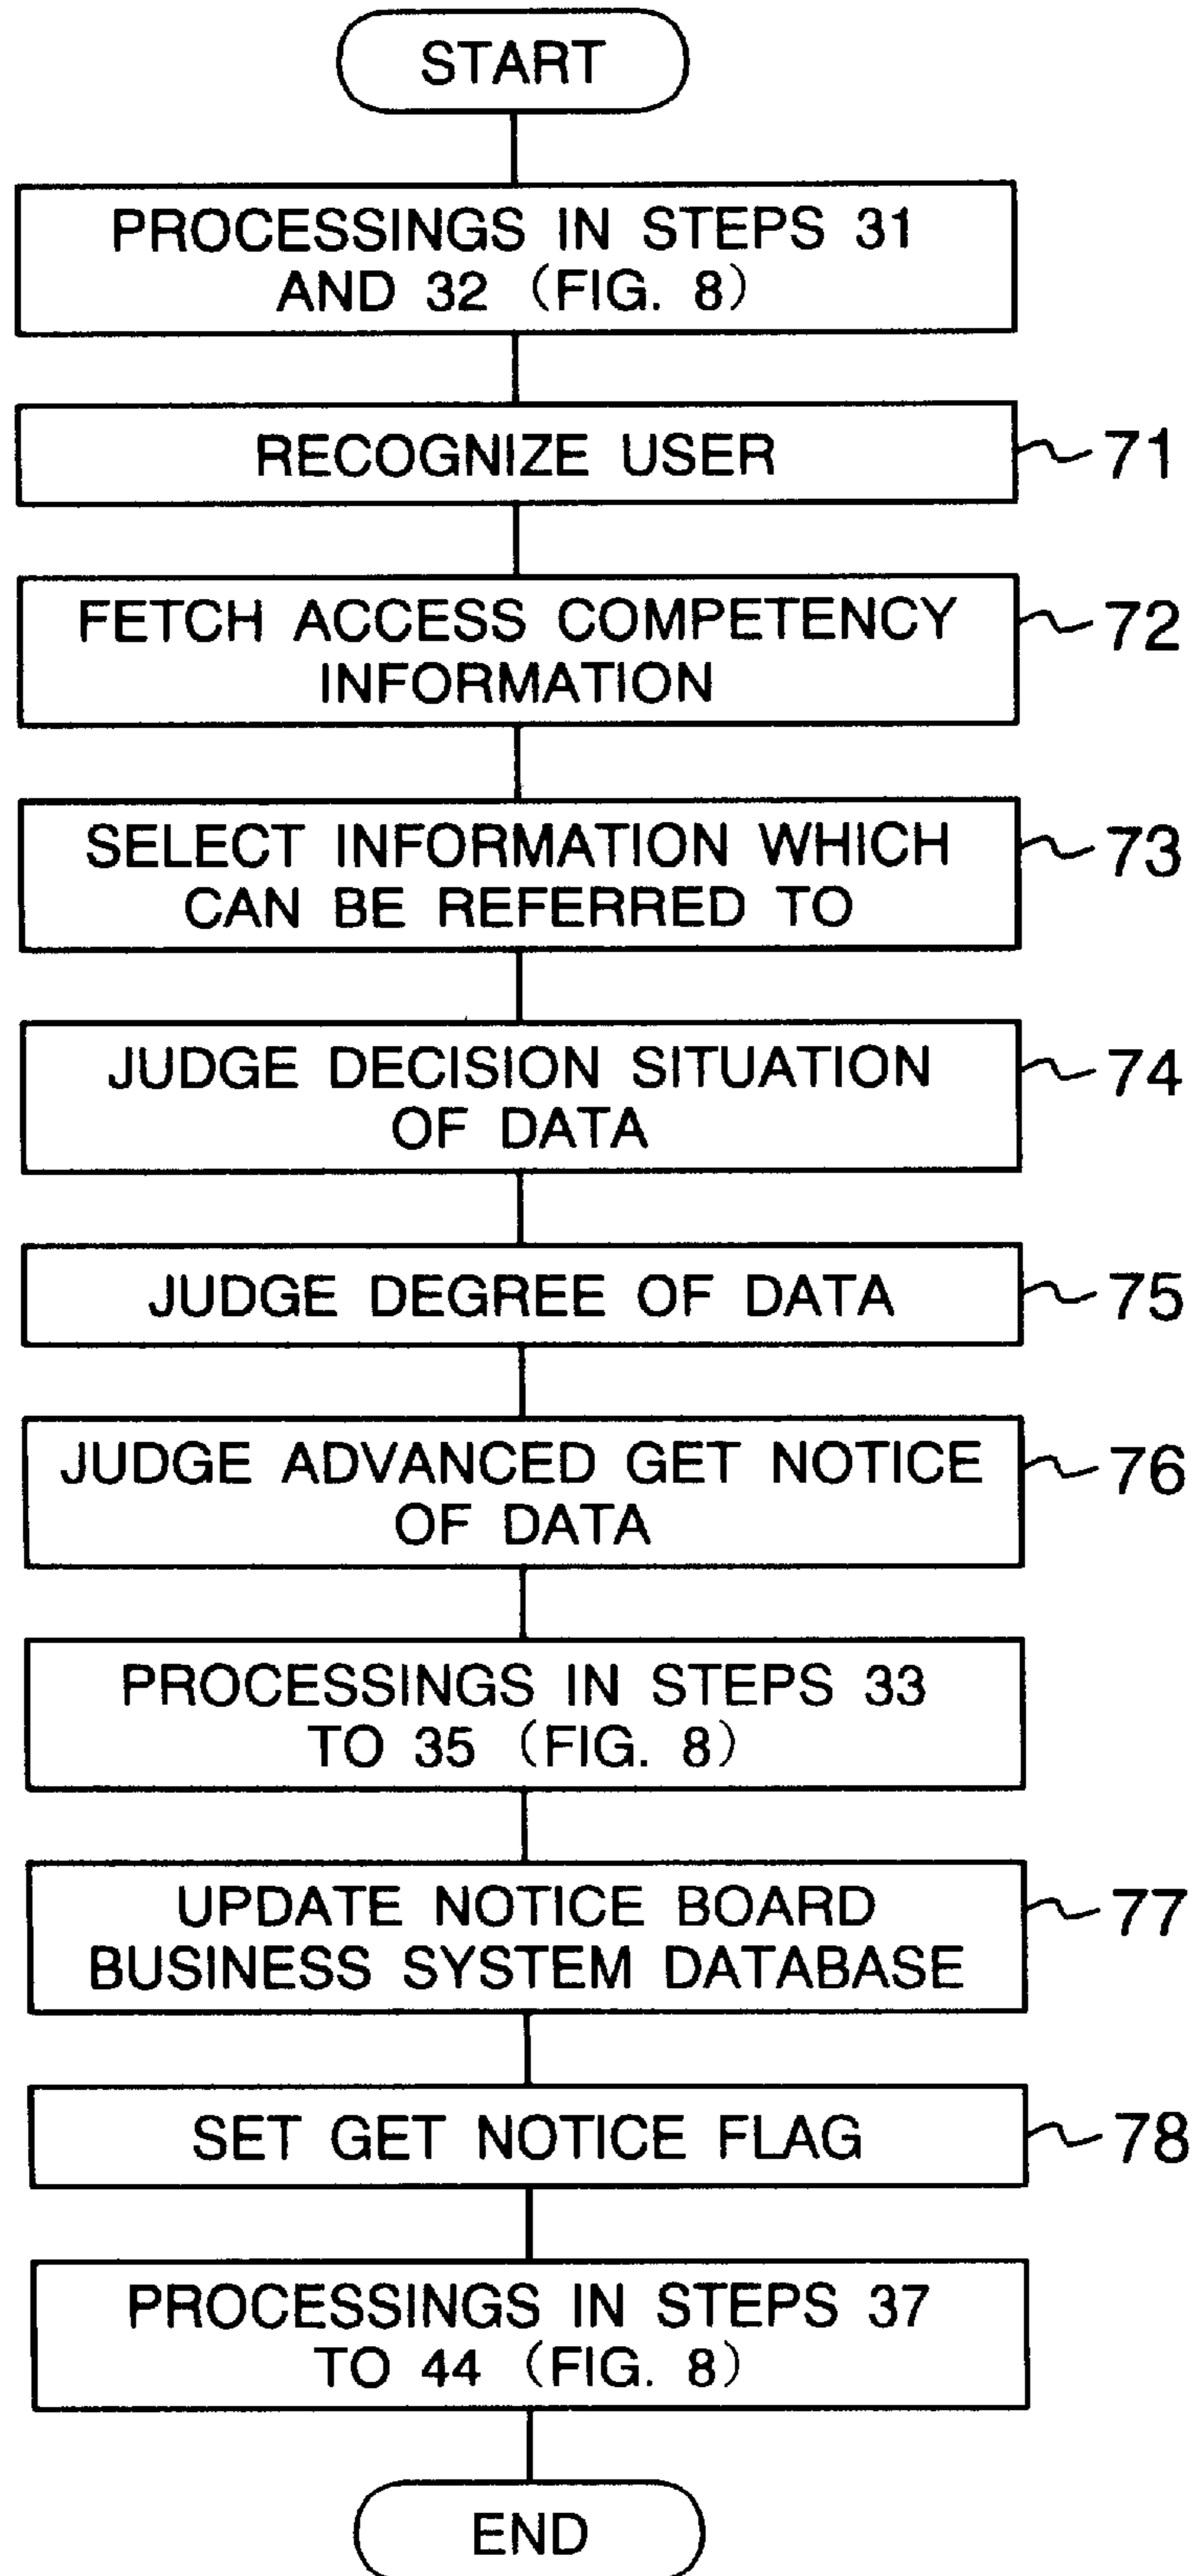 START
PROCESSINGS IN STEPS 31
AND 32 (FIG. 8)
RECOGNIZE USER
71
FETCH ACCESS COMPETENCY
INFORMATION
72
SELECT INFORMATION WHICH
CAN BE REFERRED TO
73
JUDGE DECISION SITUATION
OF DATA
74
JUDGE DEGREE OF DATA
75
JUDGE ADVANCED GET NOTICE
OF DATA
76
PROCESSINGS IN STEPS 33
TO 35 (FIG. 8)
UPDATE NOTICE BOARD
BUSINESS SYSTEM DATABASE
77
SET GET NOTICE FLAG
78
PROCESSINGS IN STEPS 37
TO 44 (FIG. 8)
END